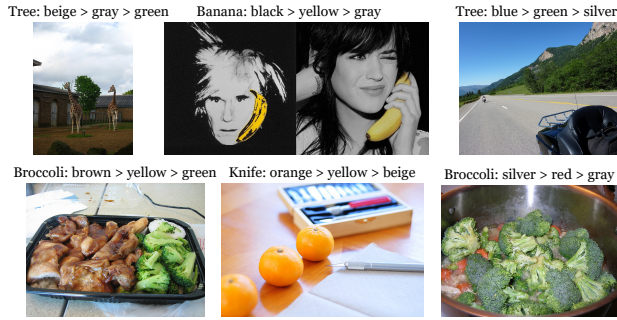 Tree: beige > gray > green
Banana: black > yellow > gray
Tree: blue > green > silver
Broccoli: brown > yellow > green
Knife: orange > yellow > beige
Broccoli: silver > red > gray